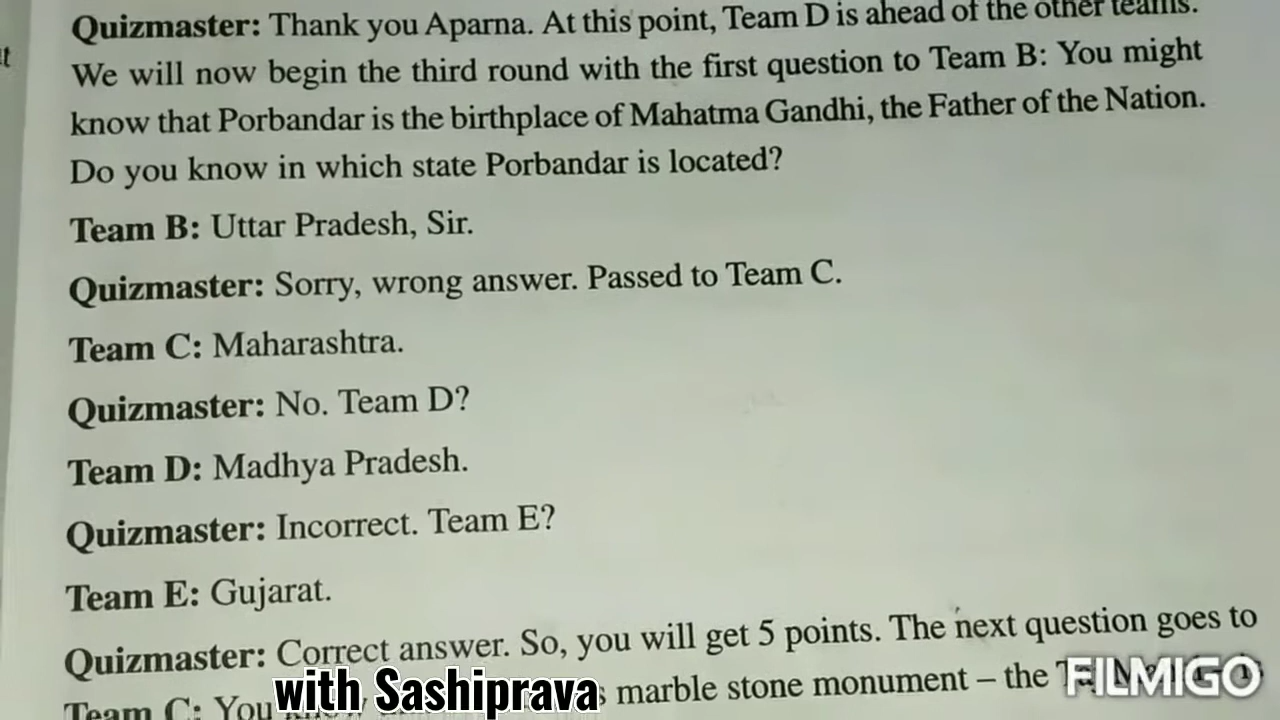 t
Quizmaster: Thank you Aparna. At this point, Team D is ahead of the other teams.
We will now begin the third round with the first question to Team B: You might
know that Porbandar is the birthplace of Mahatma Gandhi, the Father of the Nation.
Do you know in which state Porbandar is located?
Team B: Uttar Pradesh, Sir.
Quizmaster: Sorry, wrong answer. Passed to Team C.
Team C: Maharashtra.
Quizmaster: No. Team D?
Team D: Madhya Pradesh.
Quizmaster: Incorrect. Team E?
Team E: Gujarat.
Quizmaster: Correct answer. So, you will get 5 points. The next question goes to
Team C: You marble stone monument – the
with Sashiprava
FILMIGO